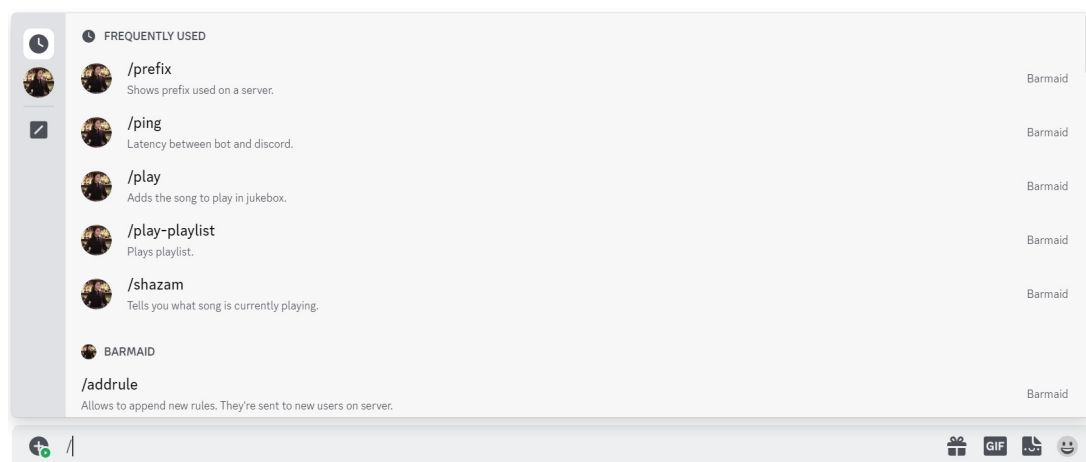 FREQUENTLY USED
/prefix
Shows prefix used on a server.
Barmaid
/ping
Latency between bot and discord.
Barmaid
/play
Adds the song to play in jukebox.
Barmaid
/play-playlist
Plays playlist.
Barmaid
/shazam
Tells you what song is currently playing.
Barmaid
BARMAID
/addrule
Allows to append new rules. They're sent to new users on server.
Barmaid
/
GIF